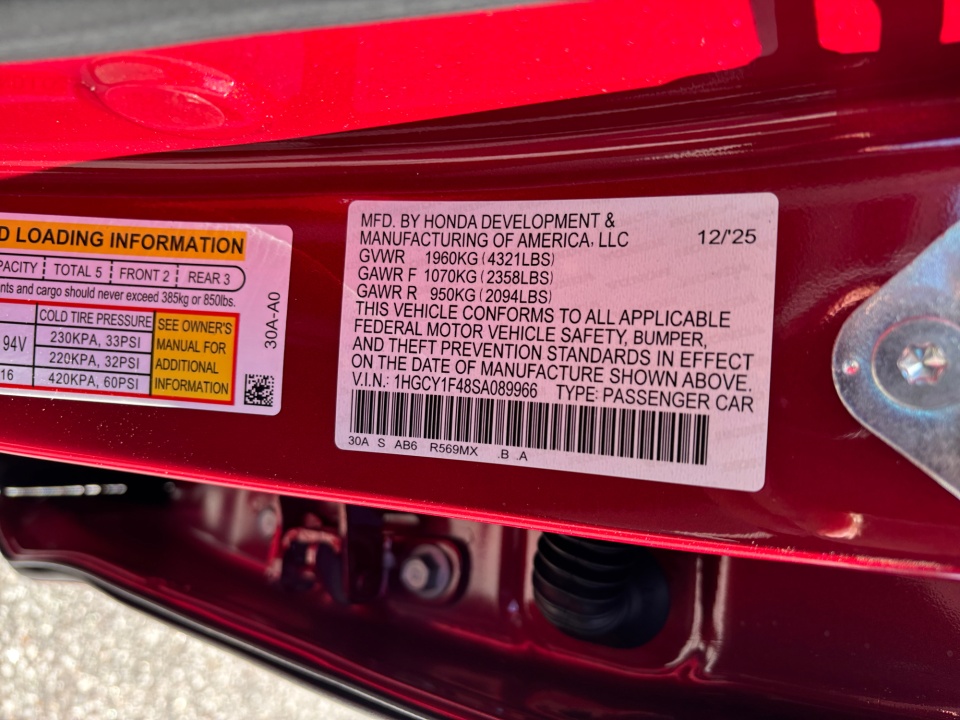 D LOADING INFORMATION
PACITY TOTAL 5 FRONT 2 REAR 3
nts and cargo should never exceed 385kg or 850lbs.
COLD TIRE PRESSURE
SEE OWNER'S
MANUAL FOR
ADDITIONAL
INFORMATION
94V 230KPA, 33PSI
220KPA, 32PSI
16 420KPA, 60PSI
30A-A0
MFD. BY HONDA DEVELOPMENT &
MANUFACTURING OF AMERICA, LLC 12/'25
GVWR 1960KG (4321LBS)
GAWR F 1070KG (2358LBS)
GAWR R 950KG (2094LBS)
THIS VEHICLE CONFORMS TO ALL APPLICABLE
FEDERAL MOTOR VEHICLE SAFETY, BUMPER,
AND THEFT PREVENTION STANDARDS IN EFFECT
ON THE DATE OF MANUFACTURE SHOWN ABOVE.
V.I.N.: 1HGCY1F48SA089966 TYPE: PASSENGER CAR
30A S AB6 R569MX .B .A